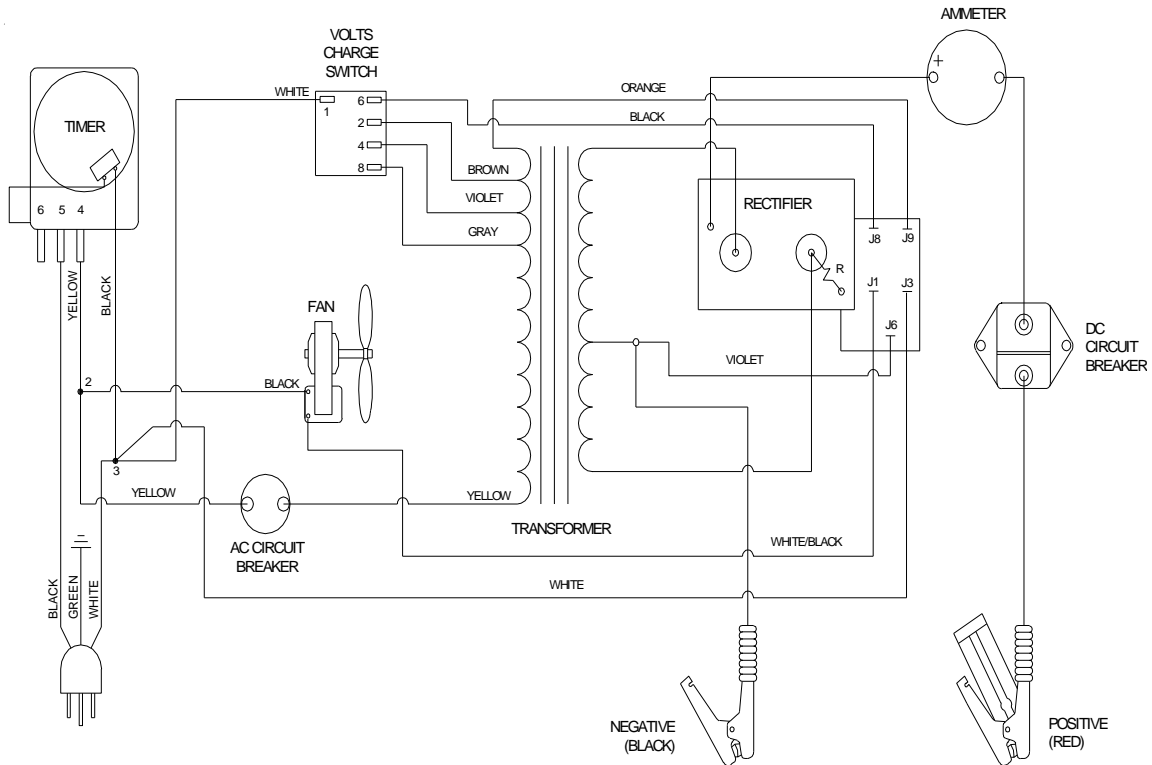 AMMETER
+
VOLTS
CHARGE
SWITCH
WHITE
1
6
2
4
8
ORANGE
BLACK
TIMER
6 5 4
BROWN
VIOLET
GRAY
RECTIFIER
R
J8
J9
J1
J3
J6
YELLOW
BLACK
FAN
DC
CIRCUIT
BREAKER
VIOLET
2
BLACK
3
YELLOW
YELLOW
AC CIRCUIT
BREAKER
TRANSFORMER
WHITE/BLACK
WHITE
BLACK
GREEN
WHITE
NEGATIVE
(BLACK)
POSITIVE
(RED)